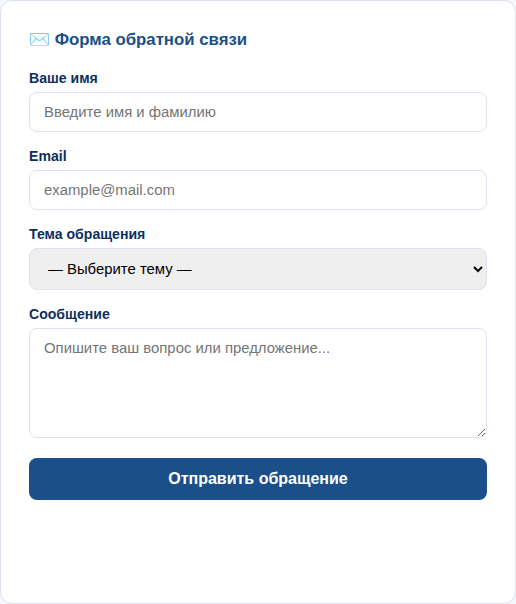 ✉️ Форма обратной связи
Ваше имя
Введите имя и фамилию
Email
example@mail.com
Тема обращения
— Выберите тему —
Сообщение
Опишите ваш вопрос или предложение...
Отправить обращение